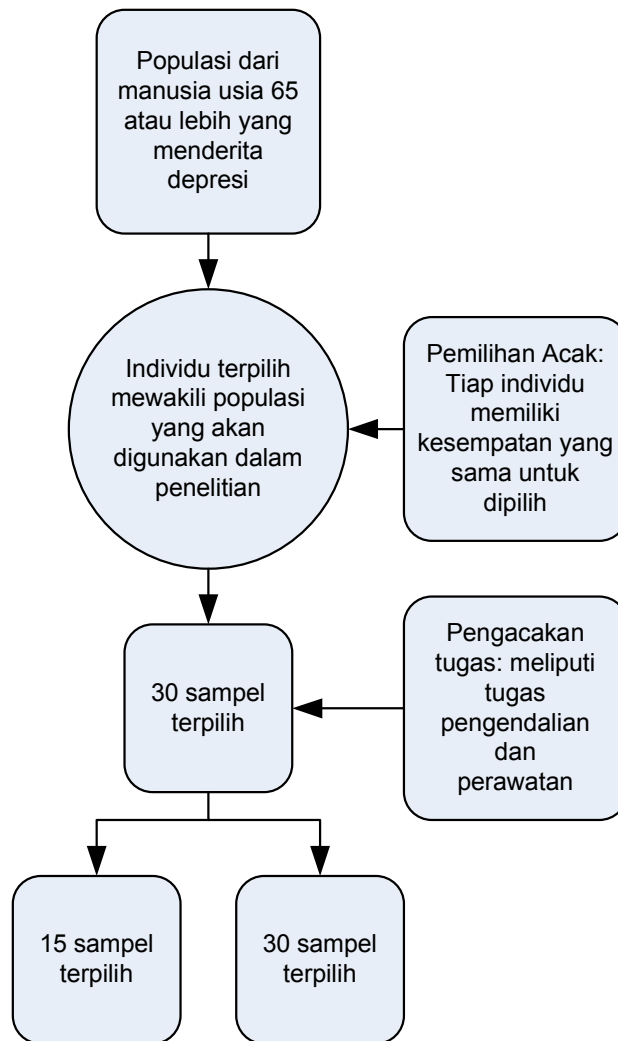 Populasi dari
manusia usia 65
atau lebih yang
menderita
depresi
Individu terpilih
mewakili populasi
yang akan
digunakan dalam
penelitian
Pemilihan Acak:
Tiap individu
memiliki
kesempatan yang
sama untuk
dipilih
30 sampel
terpilih
Pengacakan
tugas: meliputi
tugas
pengendalian
dan
perawatan
15 sampel
terpilih
30 sampel
terpilih